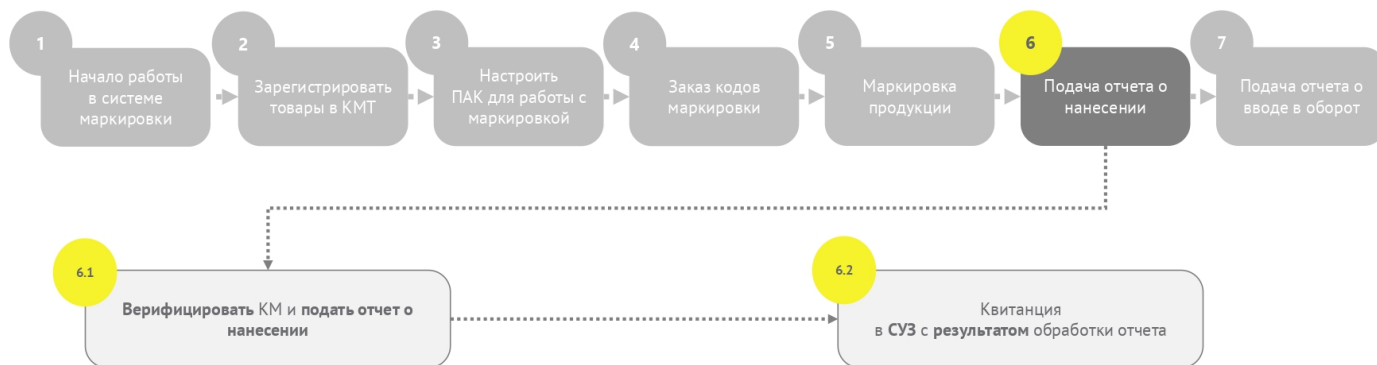 1
Начало работы
в системе
маркировки
2
Зарегистрировать
товары в КМТ
3
Настроить
ПАК для работы с
маркировкой
4
Заказ кодов
маркировки
5
Маркировка
продукции
6
Подача отчета о
нанесении
7
Подача отчета о
вводе в оборот
6.1
Верифицировать КМ и подать отчет о
нанесении
6.2
Квитанция
в СУЗ с результатом обработки отчета